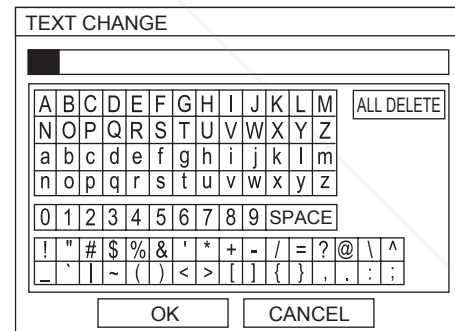 TEXT CHANGE
A B C D E F G H I J K L M ALL DELETE
N O P Q R S T U V W X Y Z
a b c d e f g h i j k l m
n o p q r s t u v w x y z
0 1 2 3 4 5 6 7 8 9 SPACE
! " # $ % & ' * + - / = ? @ \ ^
_ ` | ~ ( ) < > [ ] { } , . : ;
OK CANCEL